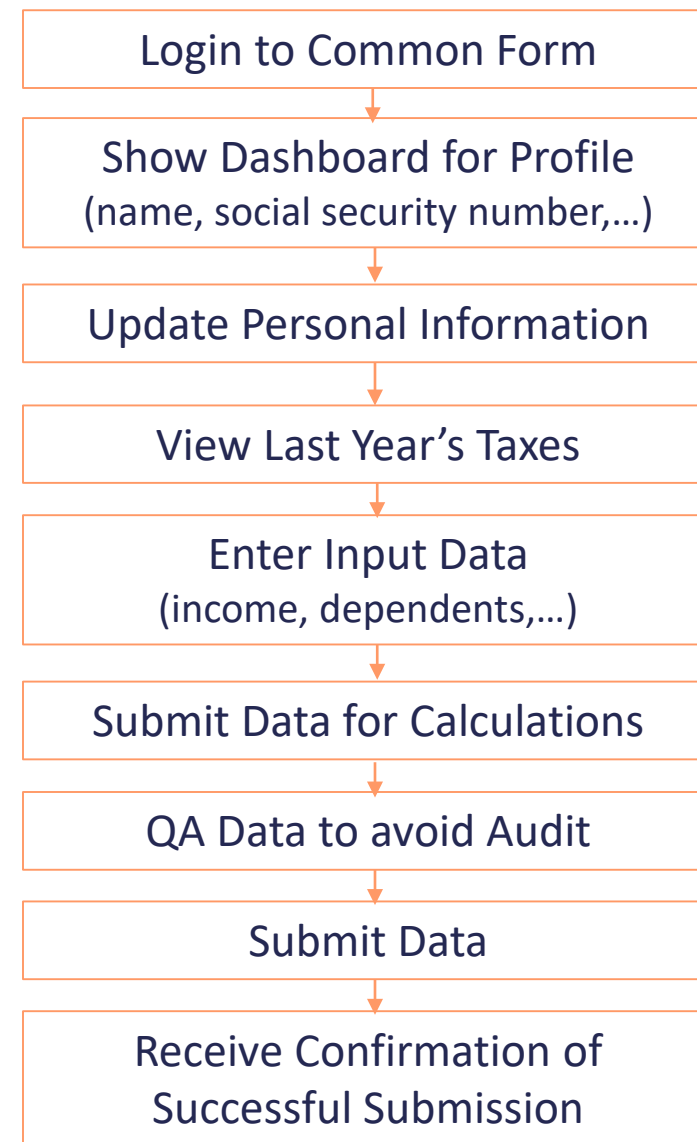 Login to Common Form
Show Dashboard for Profile
(name, social security number,…)
Update Personal Information
View Last Year’s Taxes
Enter Input Data
(income, dependents,…)
Submit Data for Calculations
QA Data to avoid Audit
Submit Data
Receive Confirmation of
Successful Submission